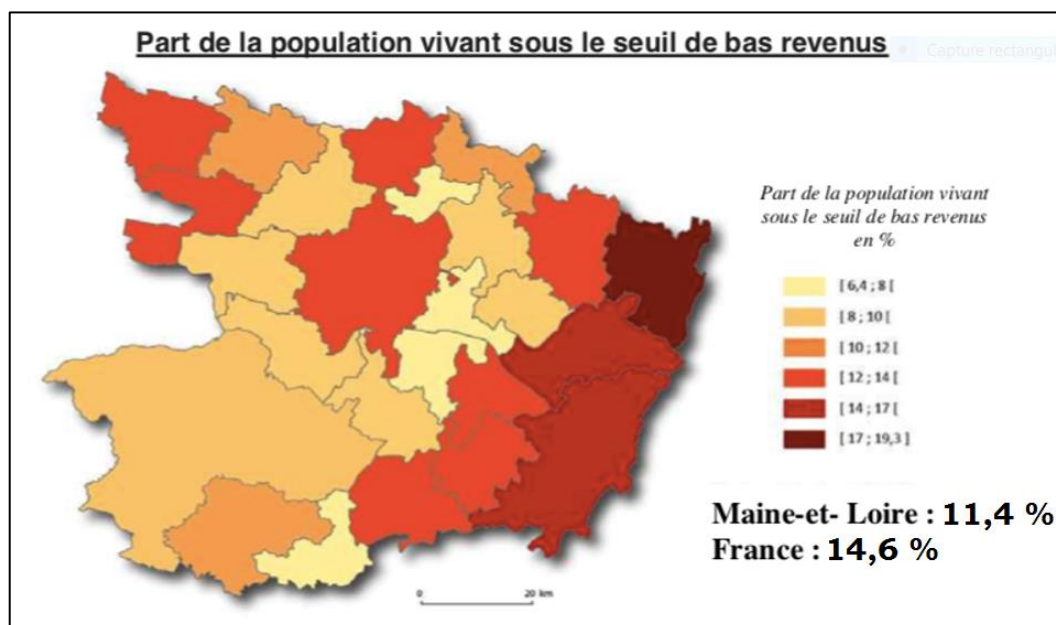 Part de la population vivant sous le seuil de bas revenus
Capture rectangul
Part de la population vivant
sous le seuil de bas revenus
en %
[ 6,4 ; 8 [
[ 8 ; 10 [
[ 10 ; 12 [
[ 12 ; 14 [
[ 14 ; 17 [
[ 17 ; 19,3 ]
Maine-et- Loire : 11,4 %
France : 14,6 %
0 20 km